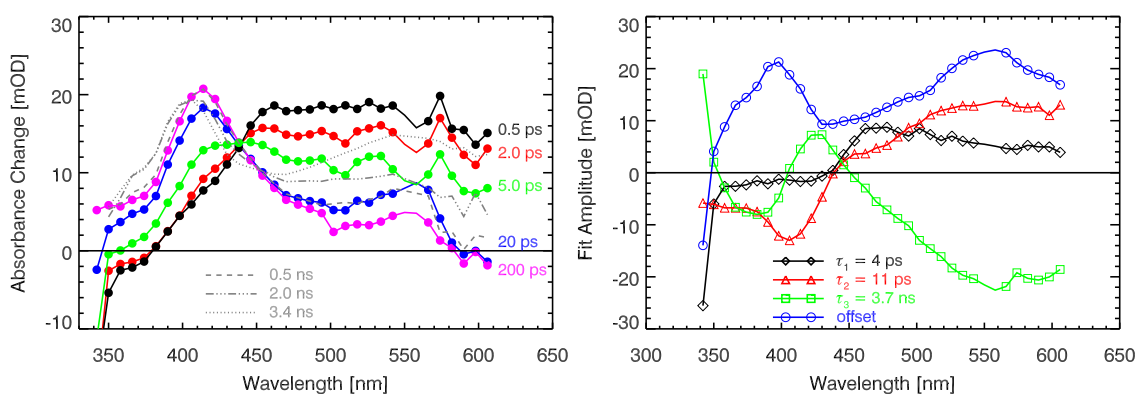 Absorbance Change [mOD]
30
20
10
0
-10
350 400 450 500 550 600 650
Wavelength [nm]
0.5 ps
2.0 ps
5.0 ps
20 ps
200 ps
0.5 ns
2.0 ns
3.4 ns
Fit Amplitude [mOD]
30
20
10
0
-10
-20
-30
300 350 400 450 500 550 600 650
Wavelength [nm]
τ1 = 4 ps
τ2 = 11 ps
τ3 = 3.7 ns
offset